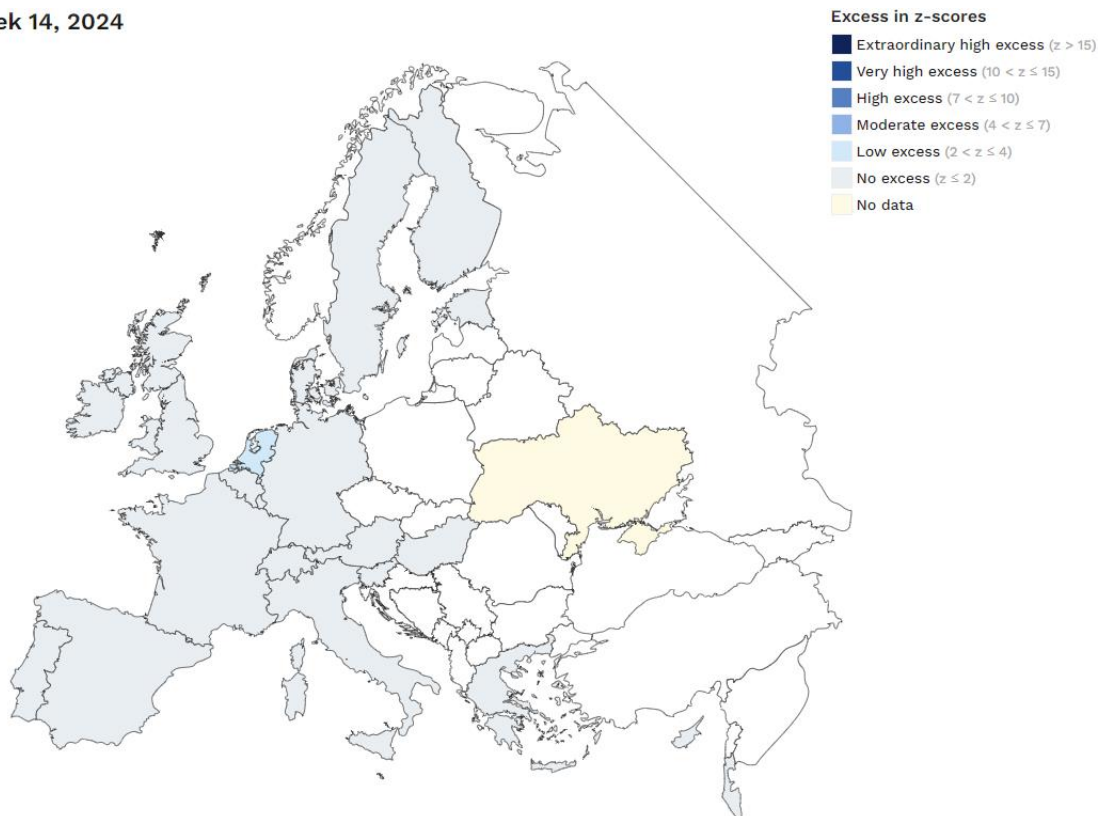 ek 14, 2024
Excess in z-scores
Extraordinary high excess (z > 15)
Very high excess (10 < z ≤ 15)
High excess (7 < z ≤ 10)
Moderate excess (4 < z ≤ 7)
Low excess (2 < z ≤ 4)
No excess (z ≤ 2)
No data